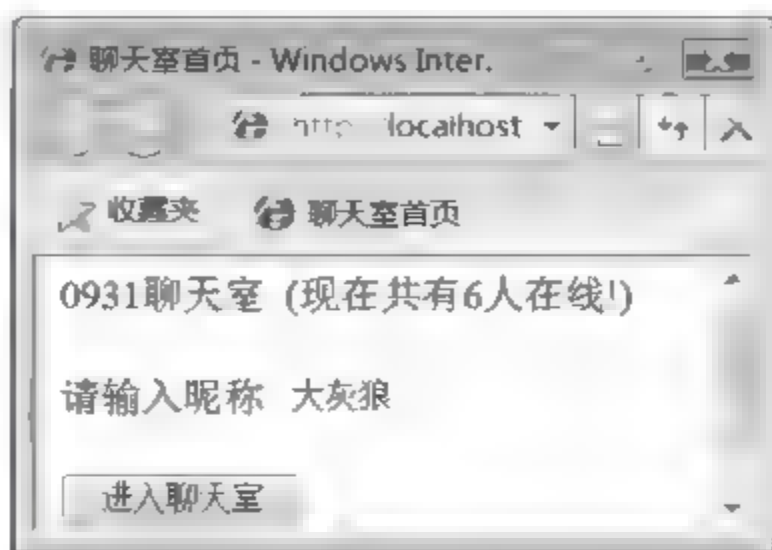 聊天室首页 - Windows Inter.
http localhost
收藏夹 聊天室首页
0931聊天室 (现在共有6人在线!)
请输入昵称 大灰狼
进入聊天室